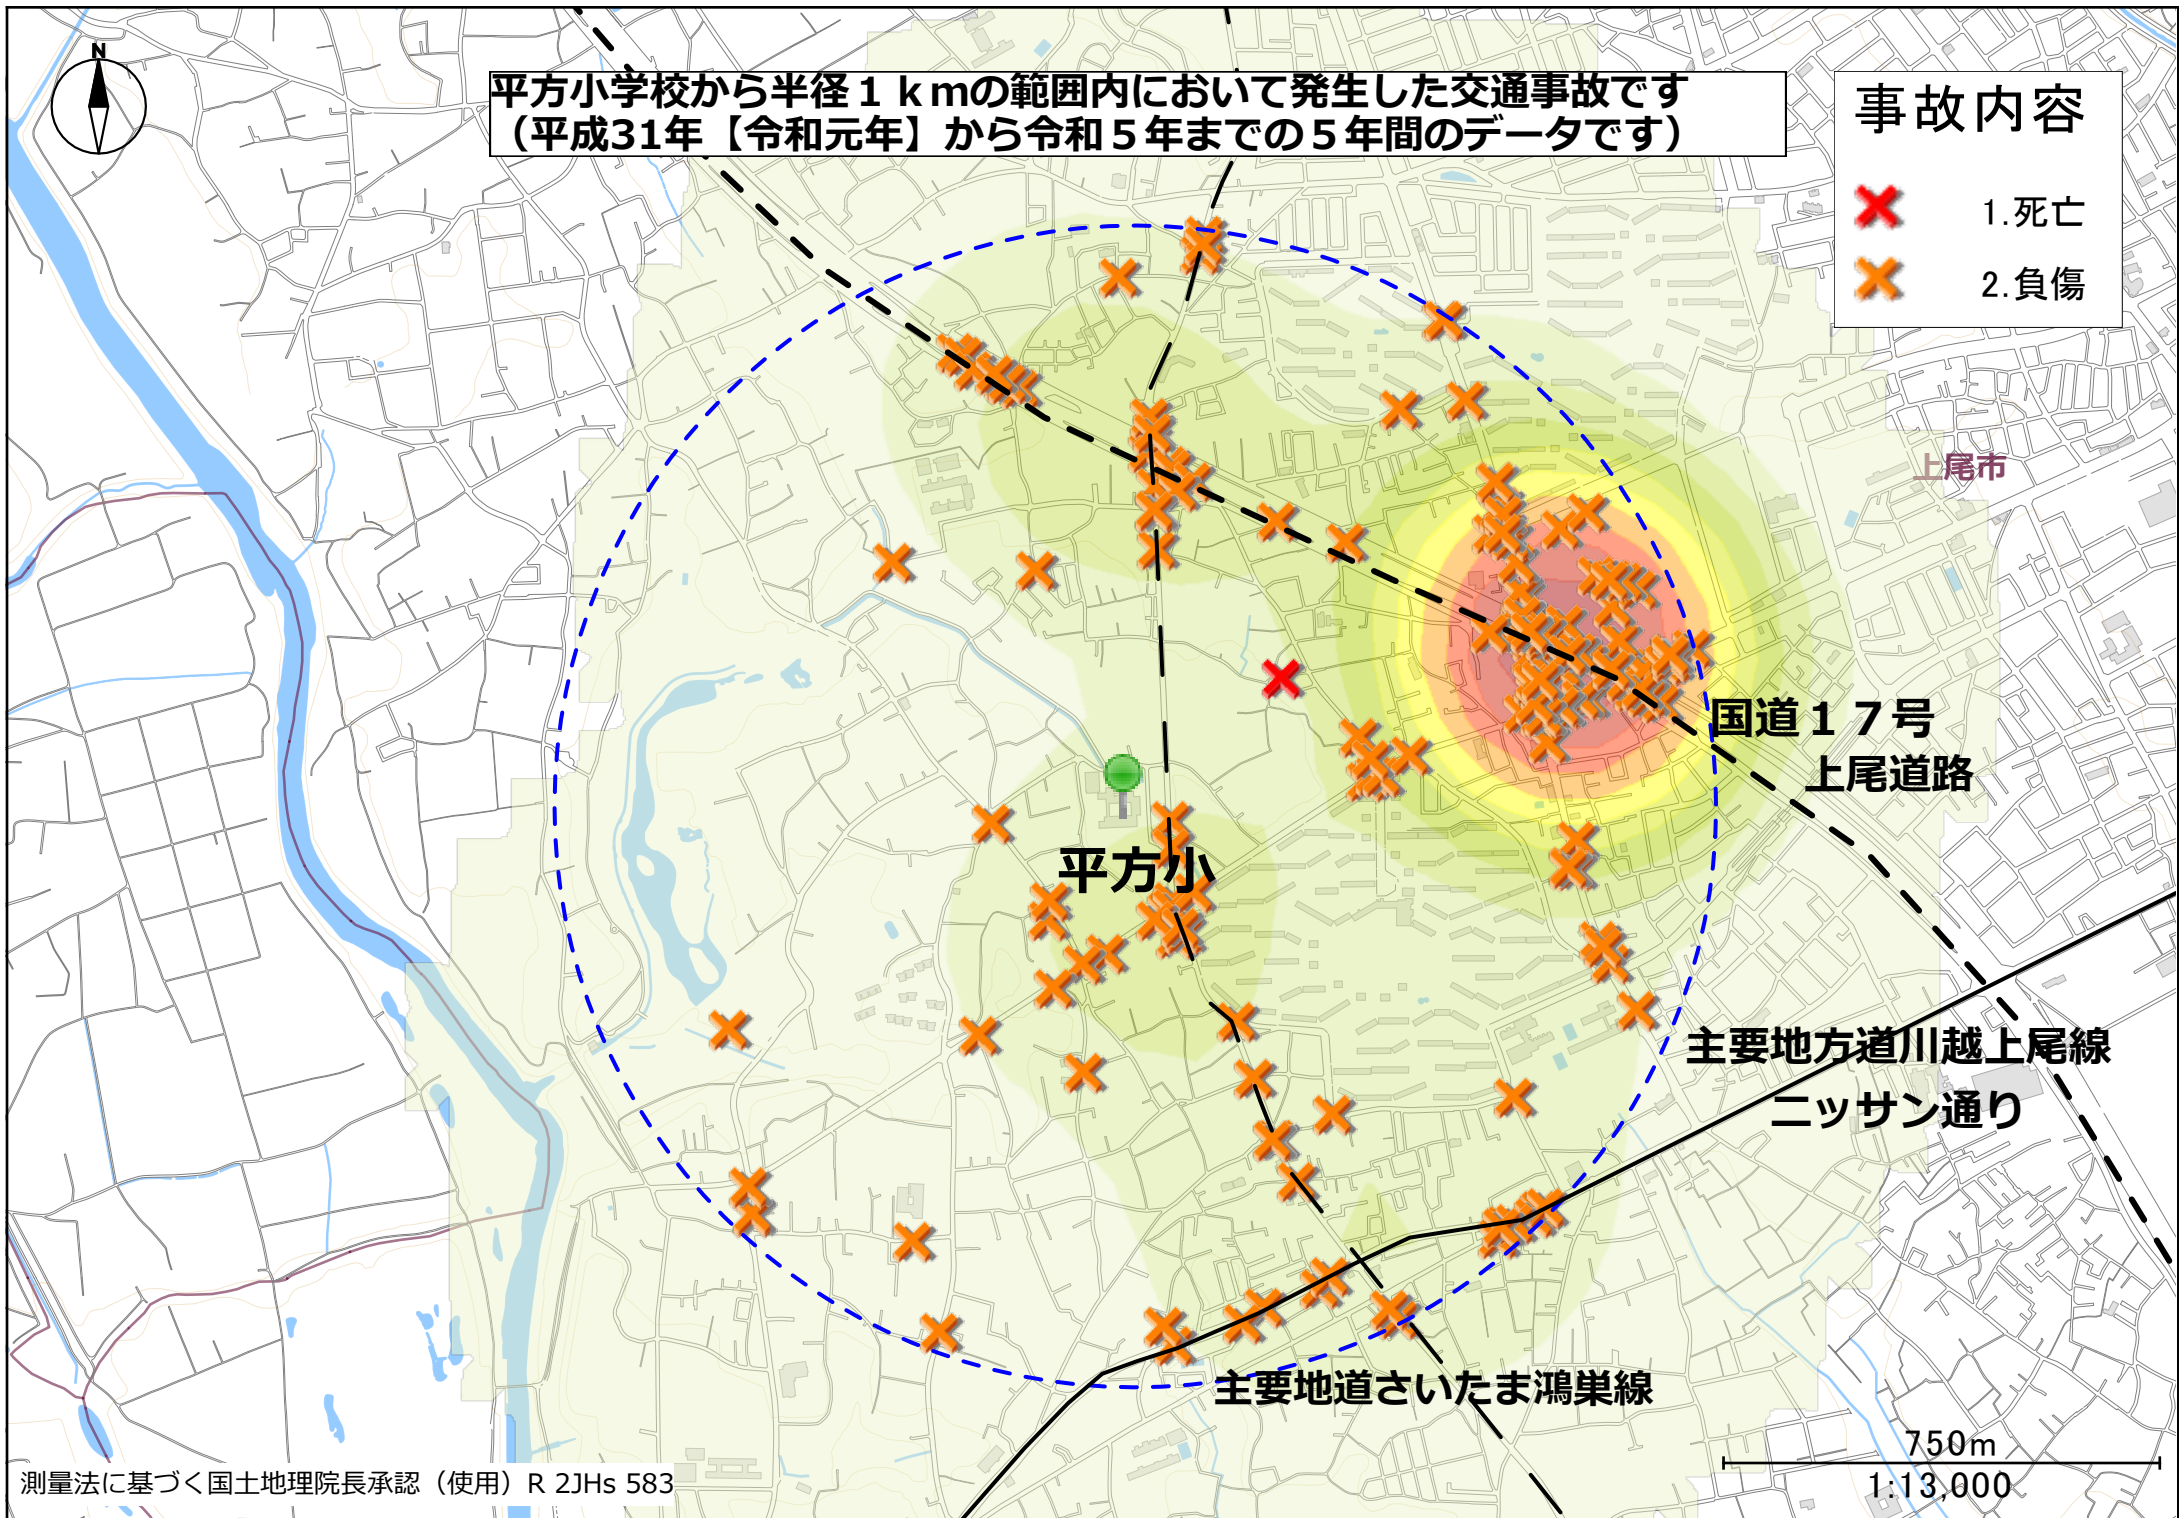 N
平方小学校から半径１ｋｍの範囲内において発生した交通事故です
（平成31年【令和元年】から令和５年までの５年間のデータです）
事故内容
1.死亡
2.負傷
上尾市
国道１７号
上尾道路
平方小
主要地方道川越上尾線
ニッサン通り
主要地道さいたま鴻巣線
750m
1:13,000
測量法に基づく国土地理院長承認（使用）R 2JHs 583